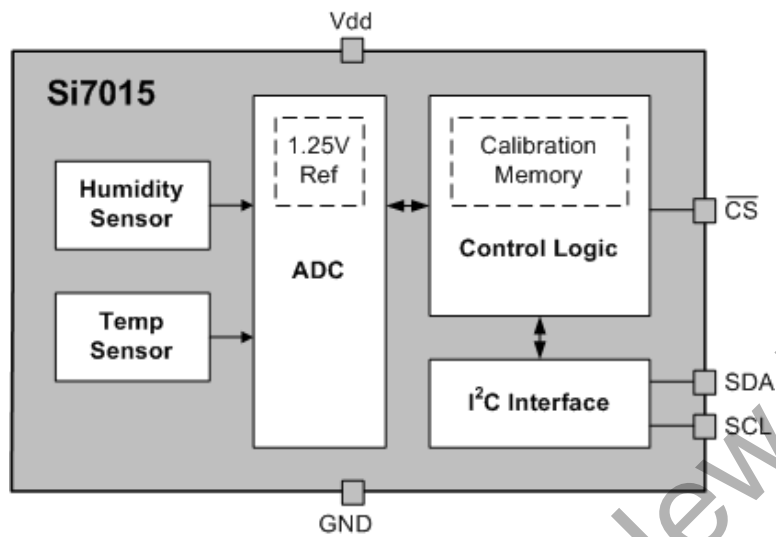 Vdd
Si7015
1.25V
Ref
Calibration
Memory
Humidity
Sensor
CS
ADC
Control Logic
Temp
Sensor
I²C Interface
SDA
SCL
GND